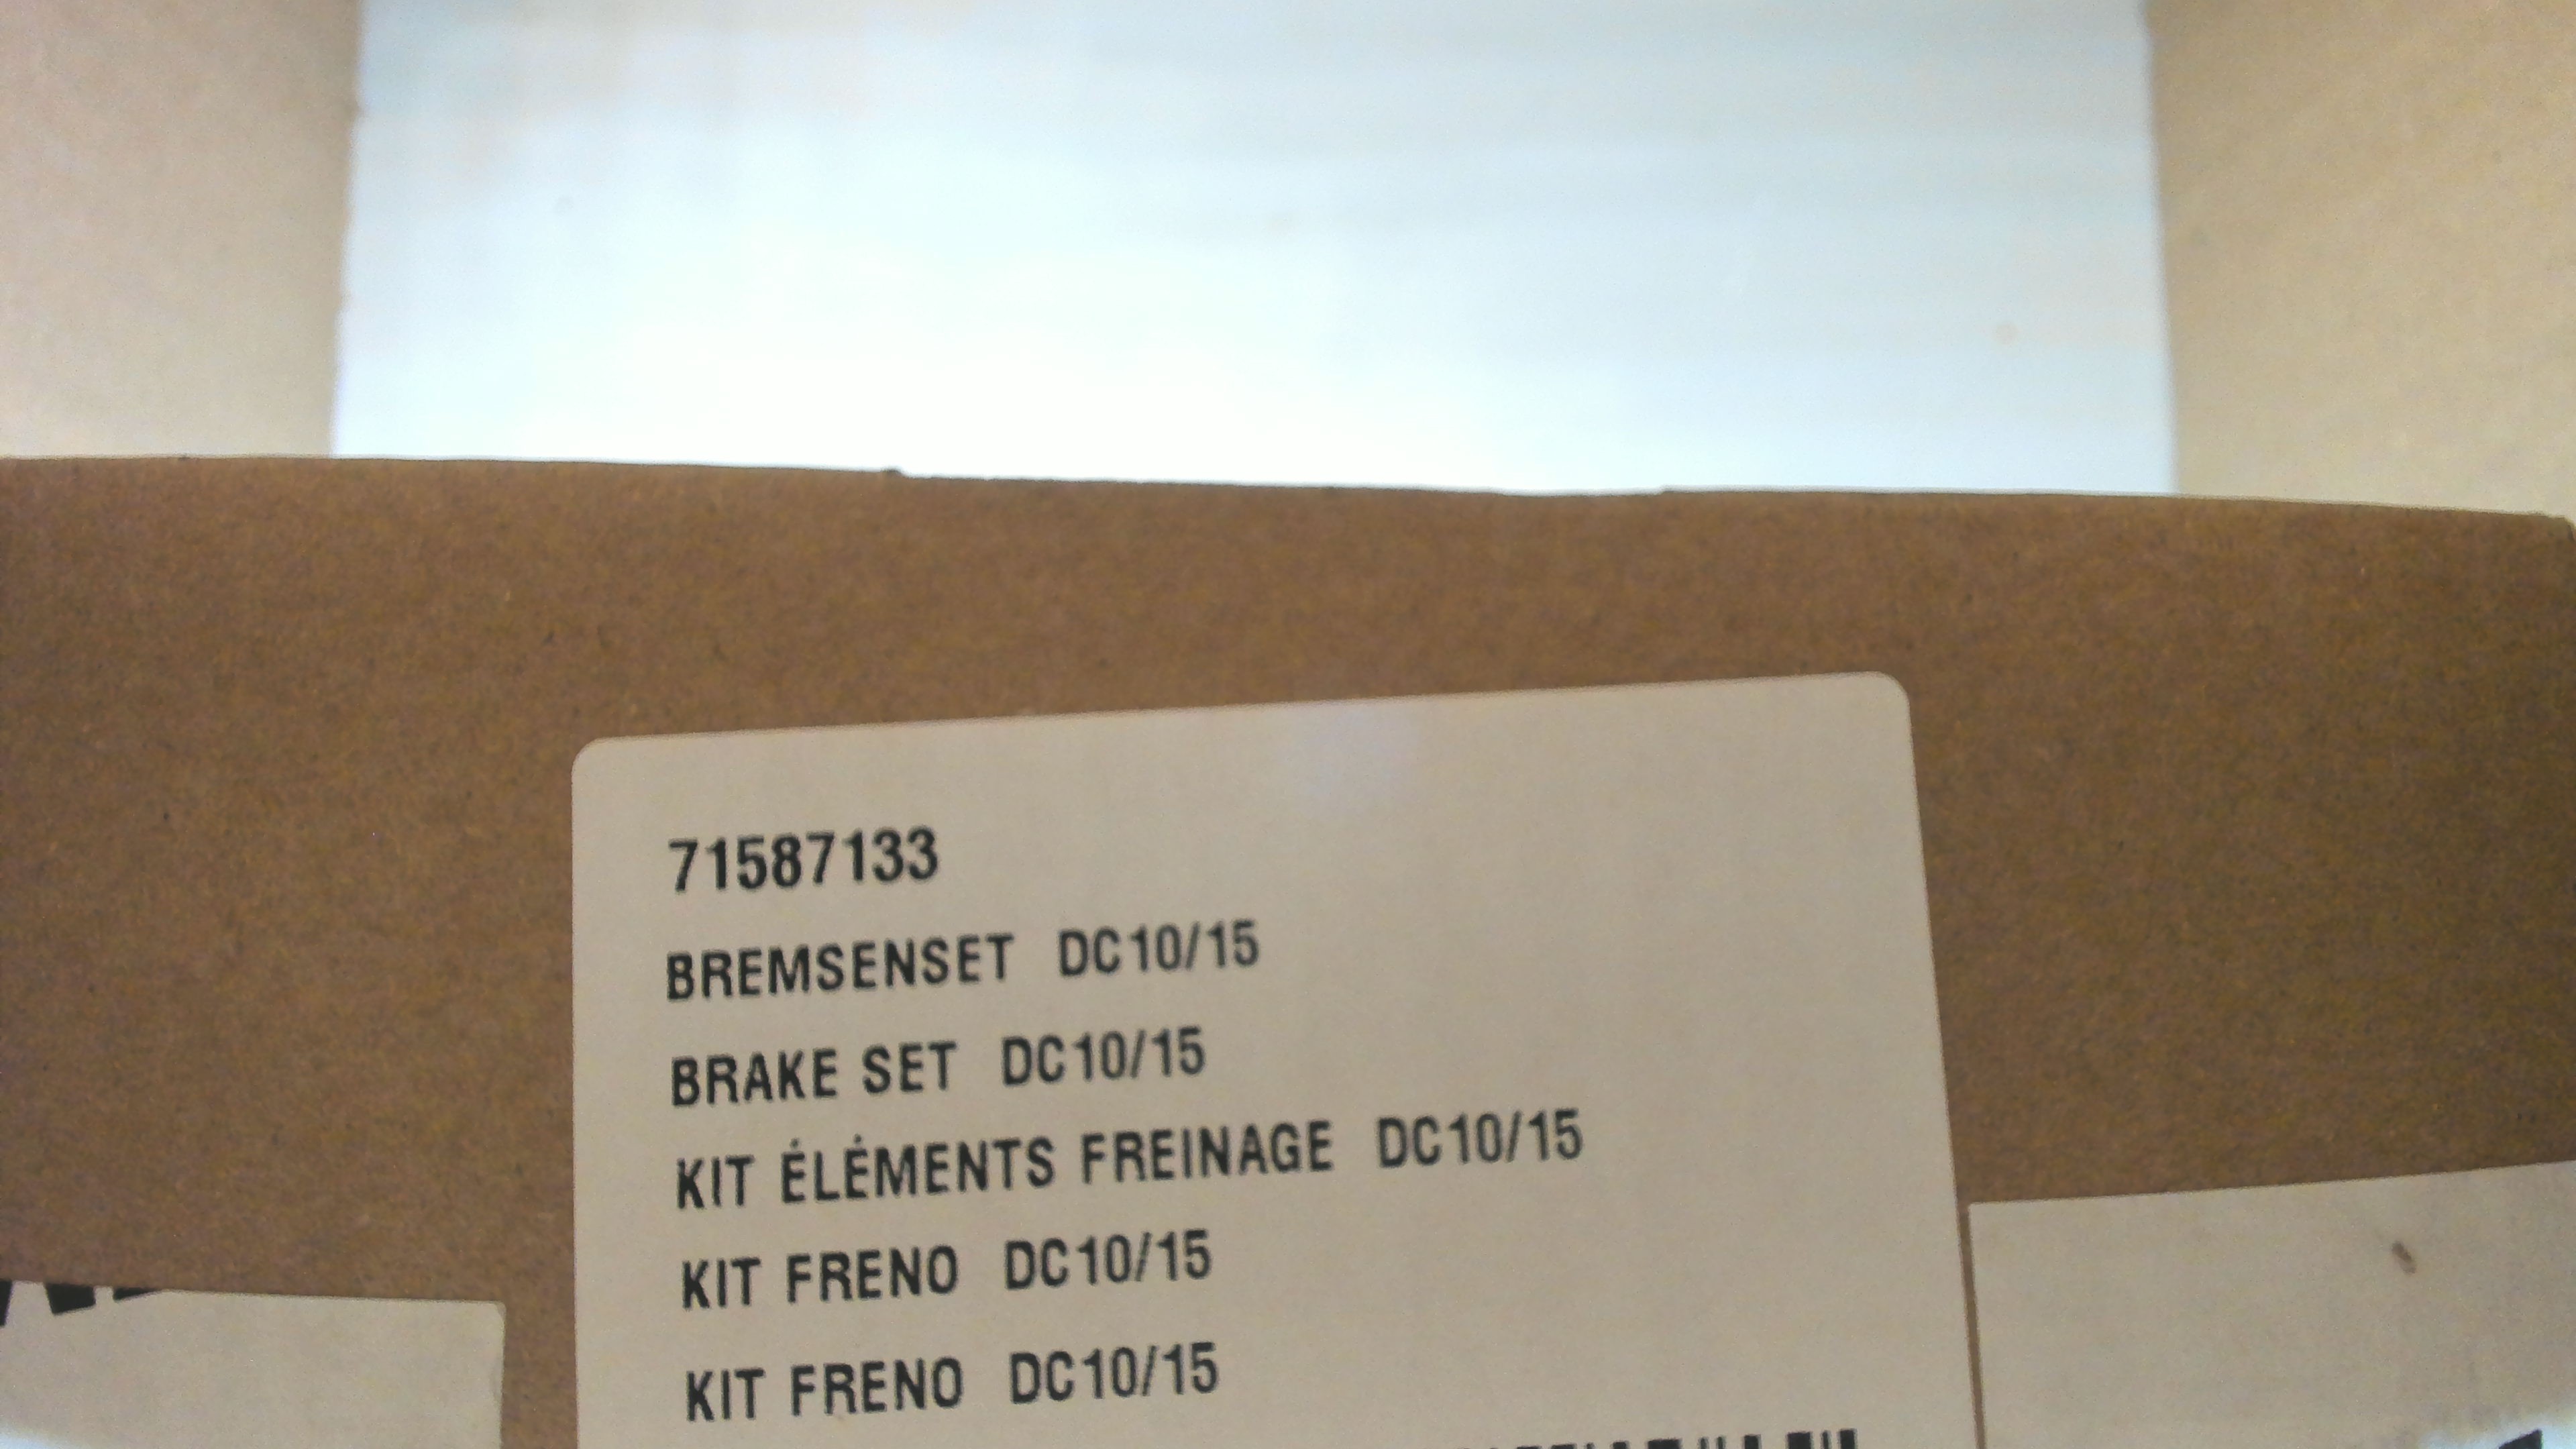 71587133
BREMSENSET DC10/15
BRAKE SET DC10/15
KIT ÉLÉMENTS FREINAGE DC10/15
KIT FRENO DC10/15
KIT FRENO DC10/15